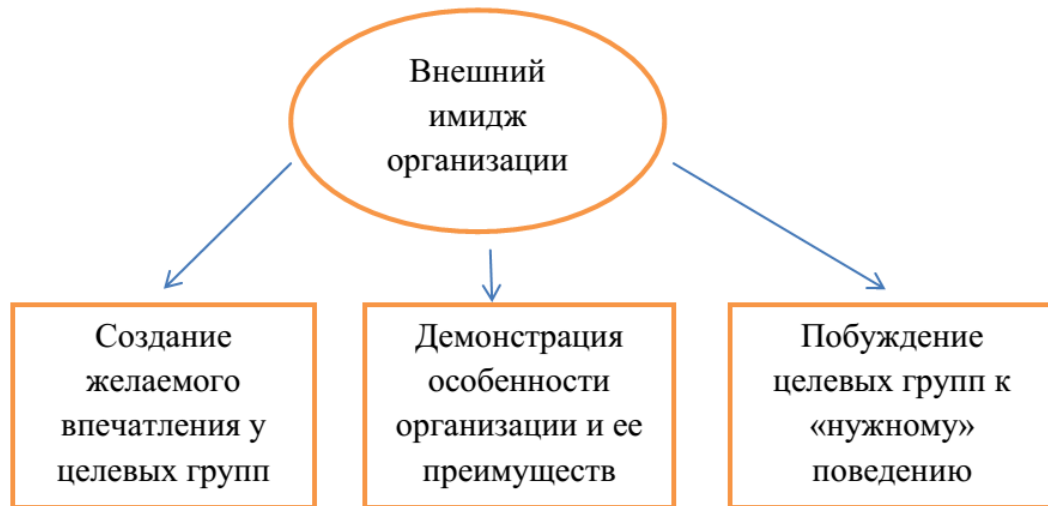 Внешний
имидж
организации
Создание
желаемого
впечатления у
целевых групп
Демонстрация
особенности
организации и ее
преимуществ
Побуждение
целевых групп к
«нужному»
поведению